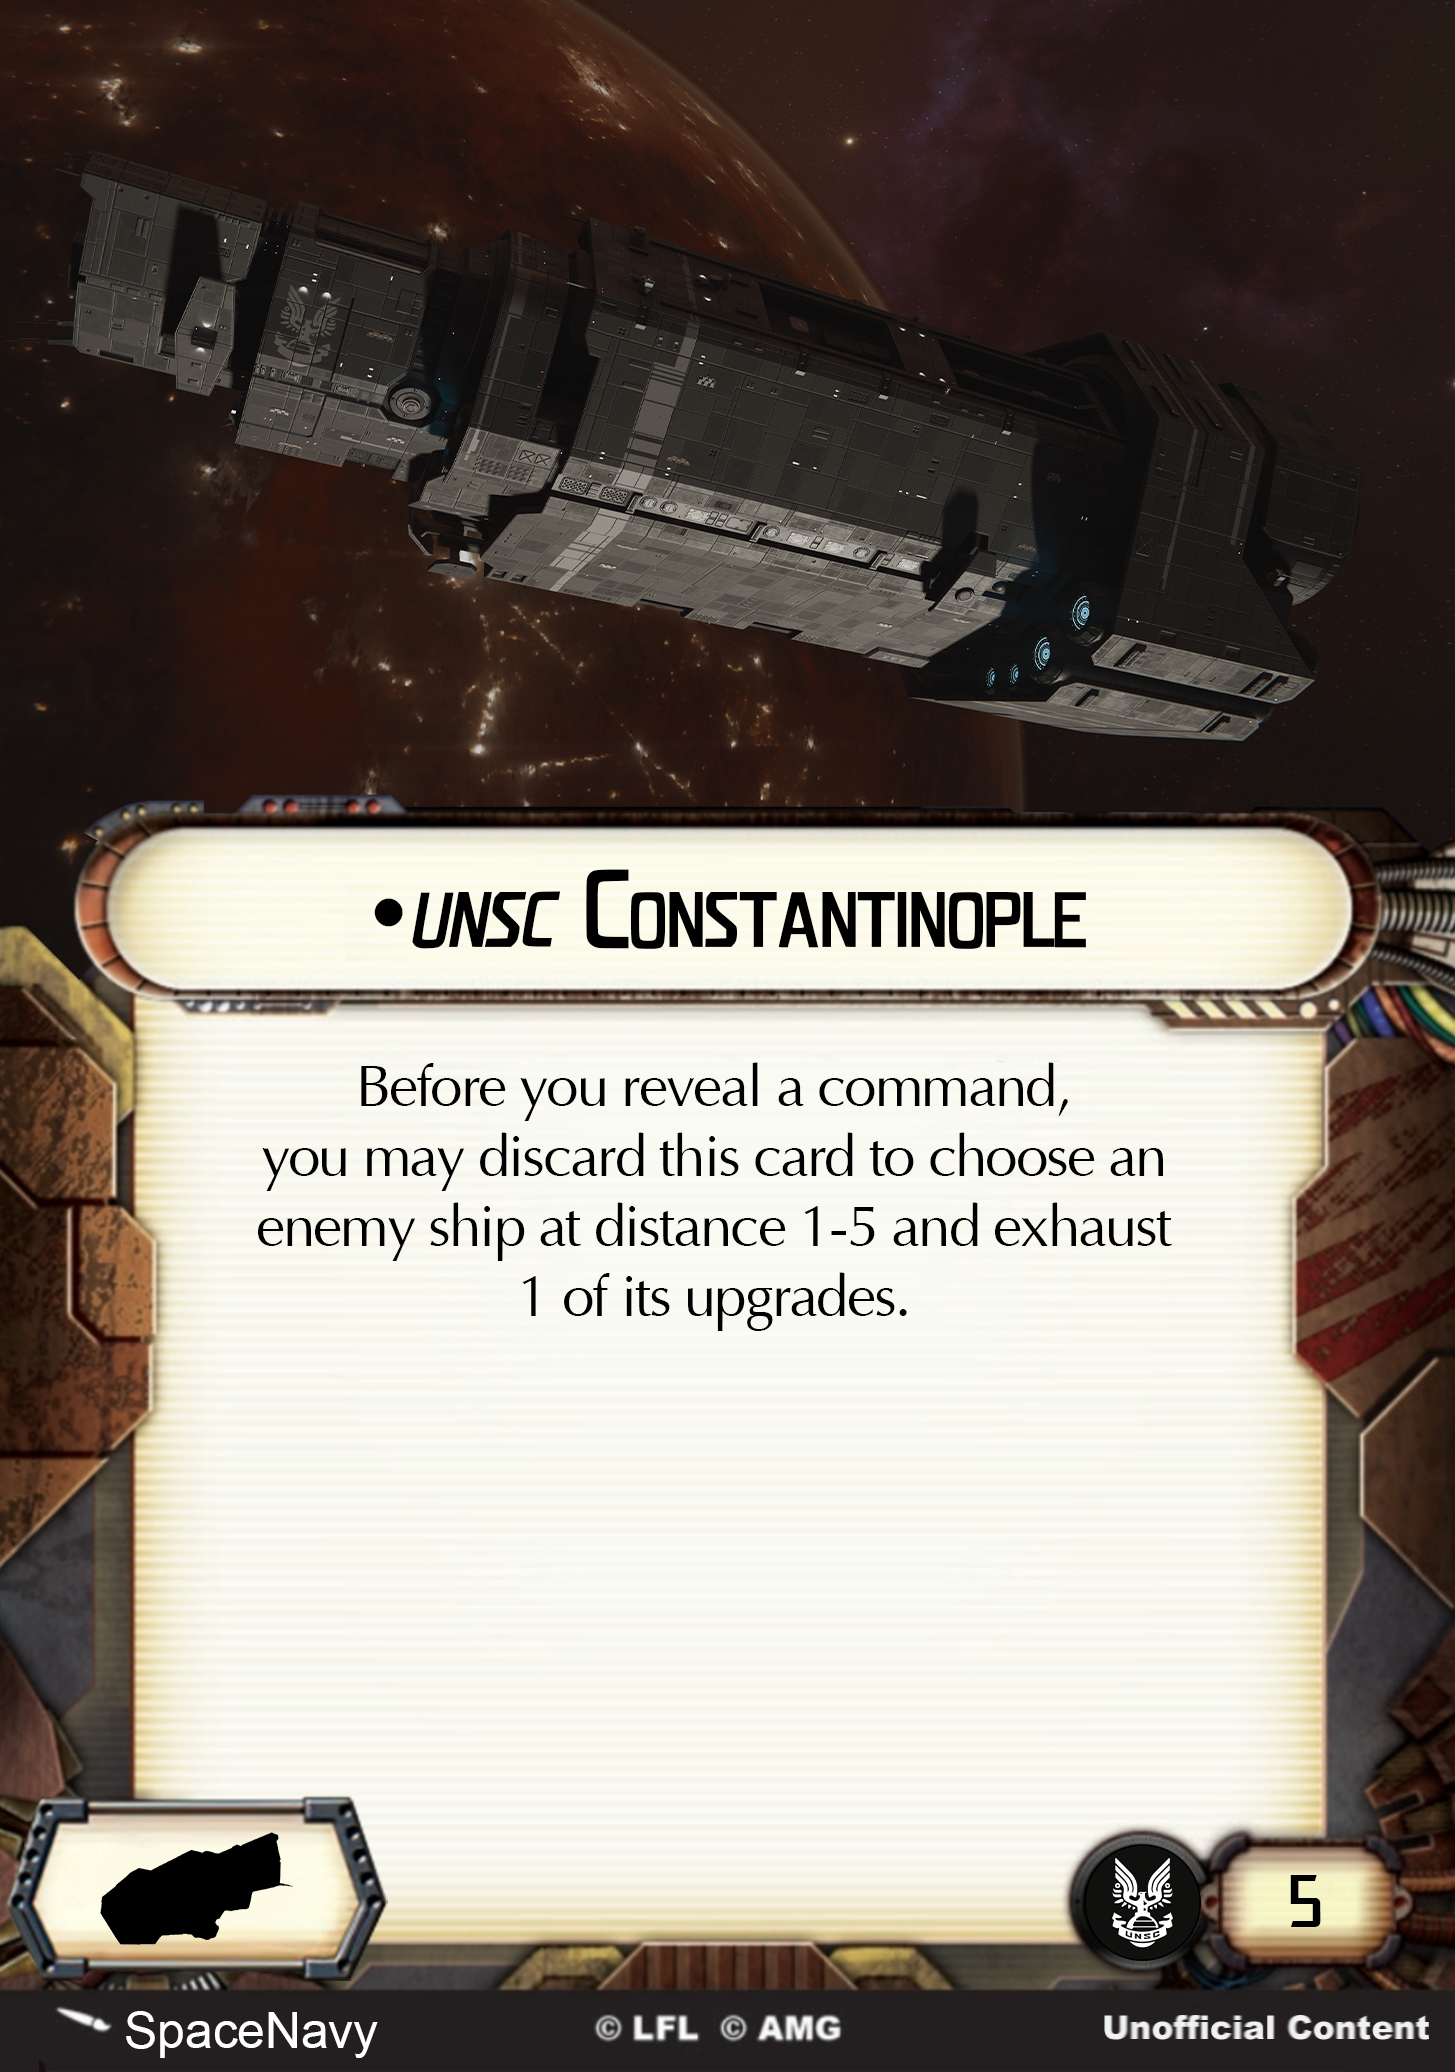 •UNSC CONSTANTINOPLE
Before you reveal a command,
you may discard this card to choose an
enemy ship at distance 1-5 and exhaust
1 of its upgrades.
UNSC
5
SpaceNavy
© LFL © AMG
Unofficial Content